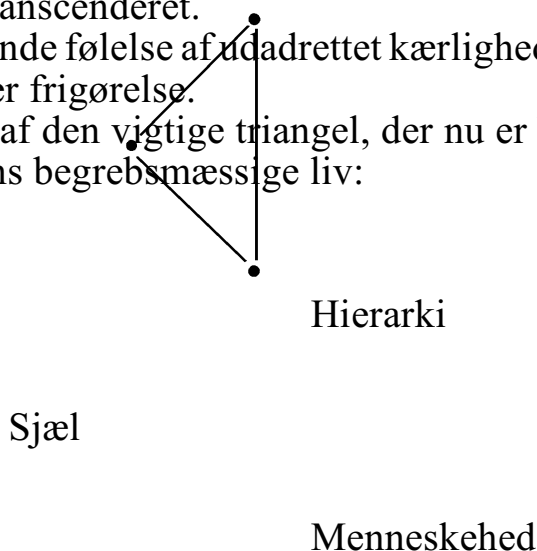 anscenderet.
nde følelse af udadrettet kærlighed
er frigørelse.
af den vigtige triangel, der nu er
ns begrebsmæssige liv:
Hierarki
Sjæl
Menneskehed